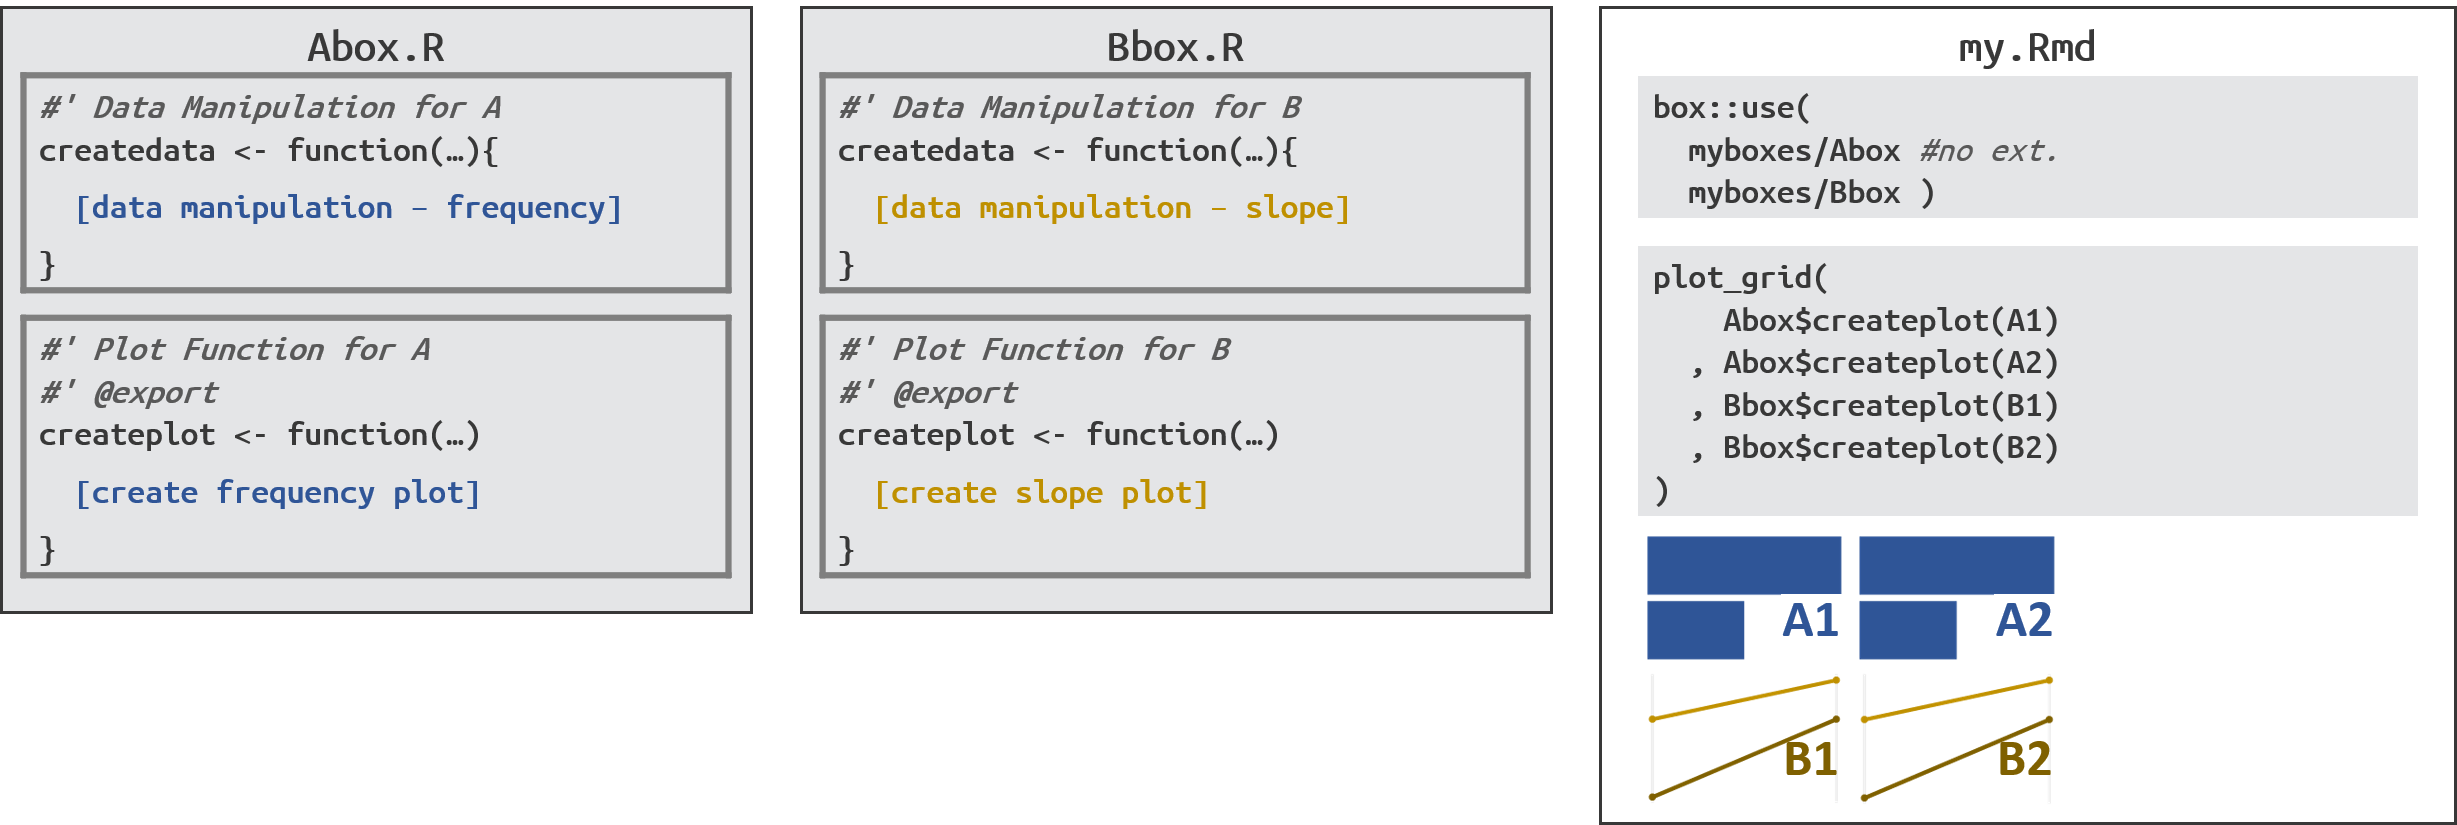 Abox.R
#' Data Manipulation for A
createdata <- function(…){
[data manipulation – frequency]
}
#' Plot Function for A
#' @export
createplot <- function(…)
[create frequency plot]
}
Bbox.R
#' Data Manipulation for B
createdata <- function(…){
[data manipulation – slope]
}
#' Plot Function for B
#' @export
createplot <- function(…)
[create slope plot]
}
my.Rmd
box::use(
myboxes/Abox #no ext.
myboxes/Bbox )
plot_grid(
Abox$createplot(A1)
, Abox$createplot(A2)
, Bbox$createplot(B1)
, Bbox$createplot(B2)
)
A1 A2
B1 B2